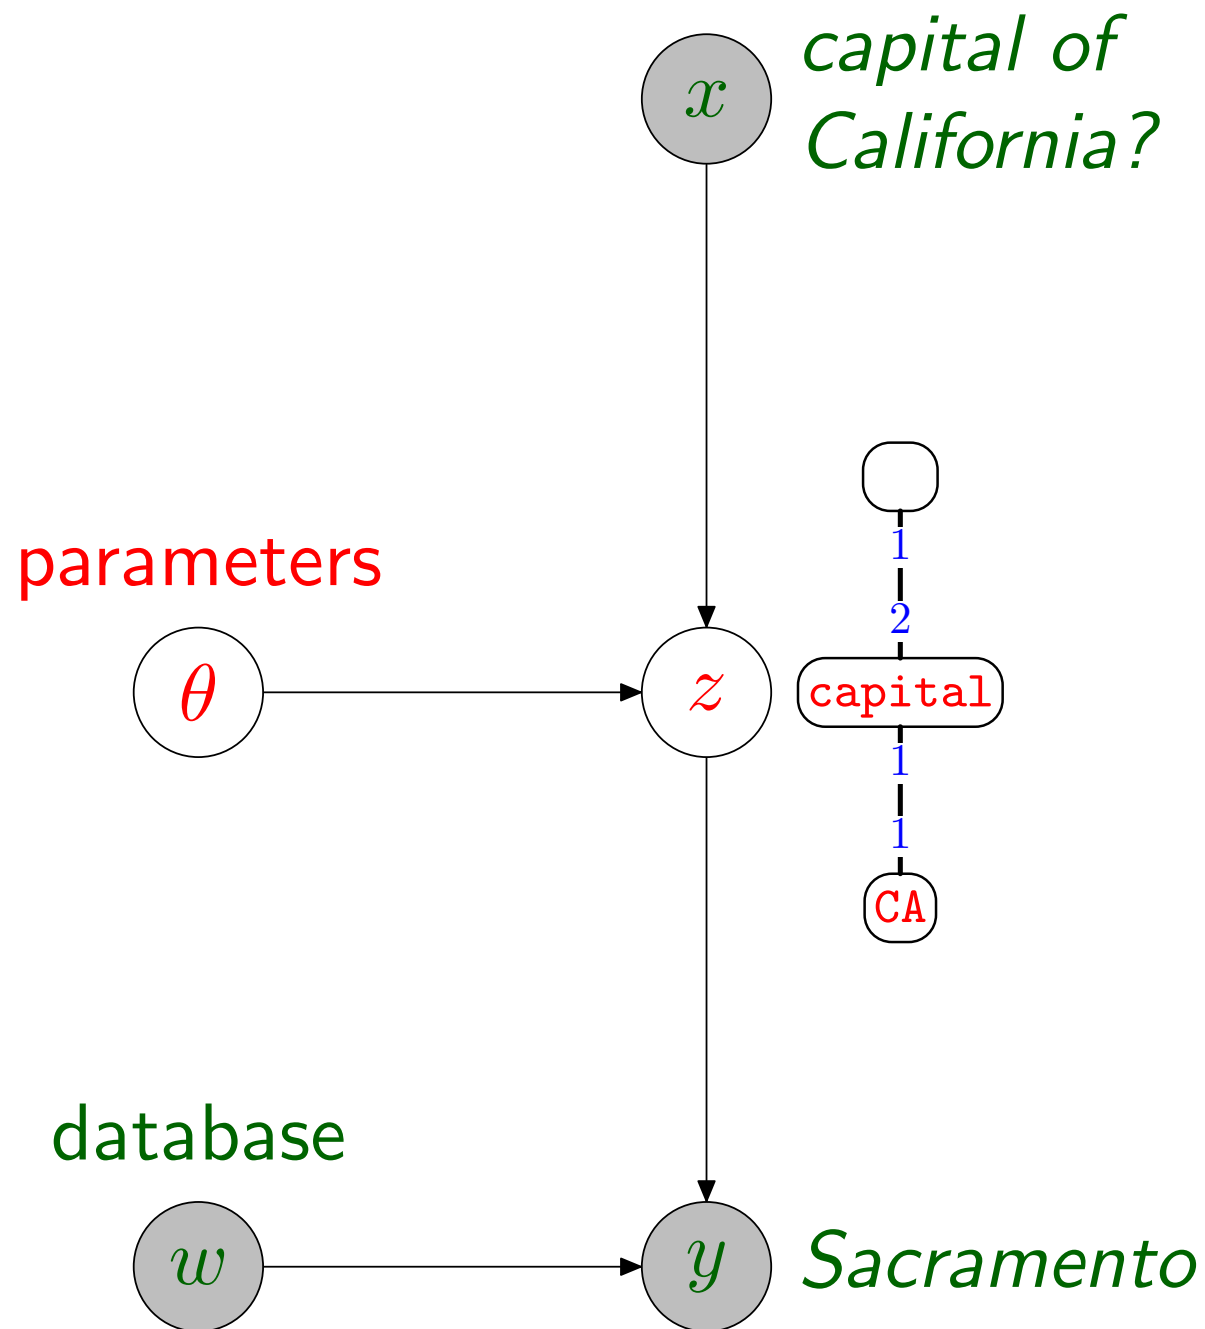 x
capital of
California?
1
2
parameters
θ
z
capital
1
1
CA
database
w
y
Sacramento